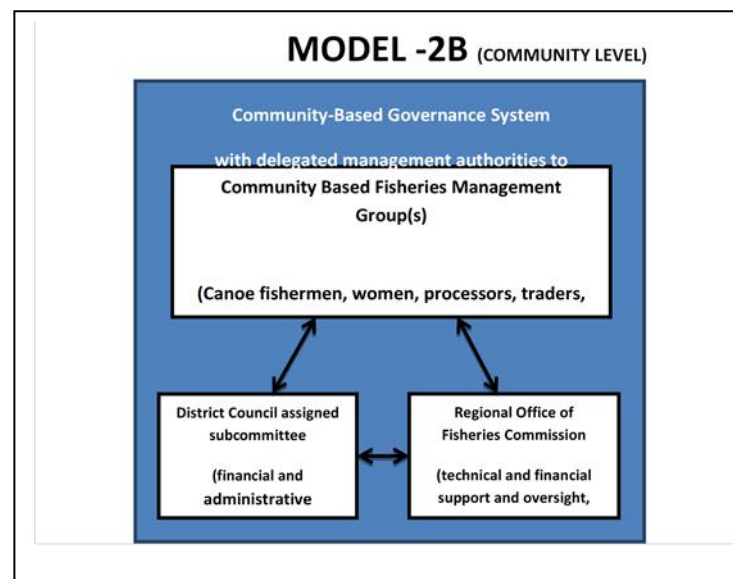 MODEL -2B (COMMUNITY LEVEL)
Community-Based Governance System
with delegated management authorities to
Community Based Fisheries Management
Group(s)
(Canoe fishermen, women, processors, traders,
District Council assigned
subcommittee
(financial and
administrative
Regional Office of
Fisheries Commission
(technical and financial
support and oversight,